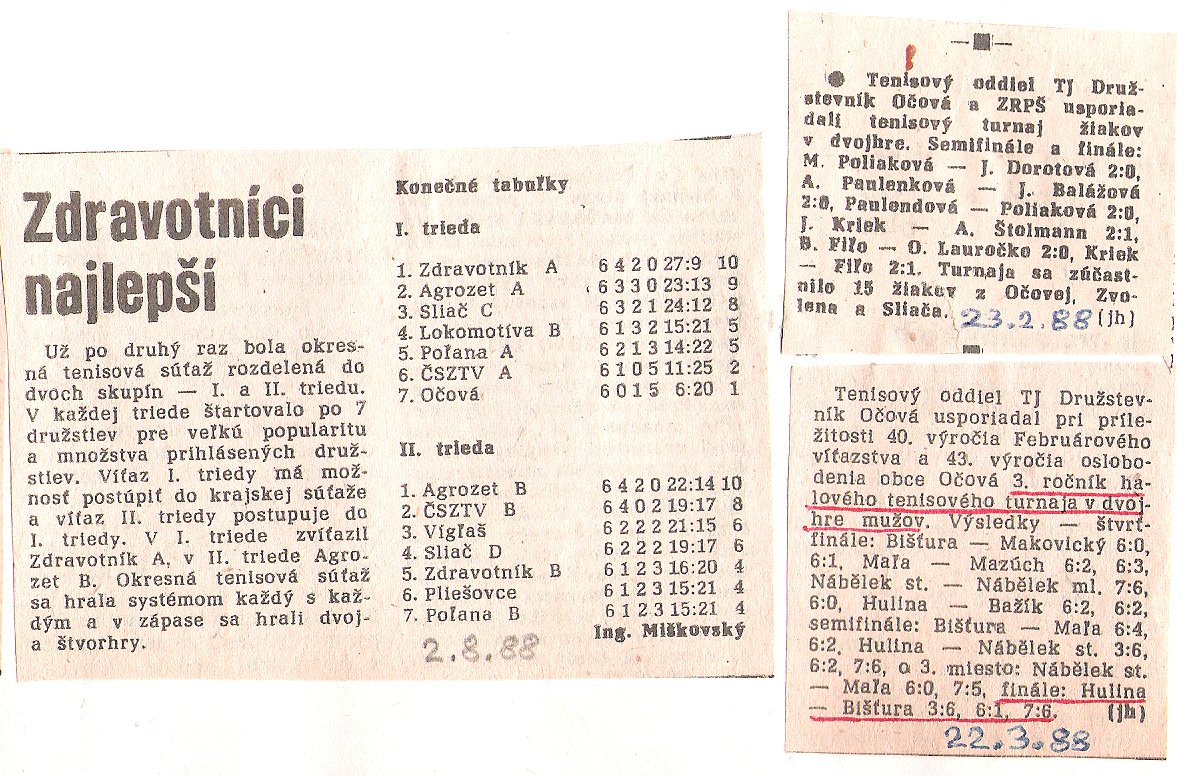 Zdravotníci
najlepší
Už po druhý raz bola okres-
ná tenisová súťaž rozdelená do
dvoch skupín — I. a II. triedu.
V každej triede štartovalo po 7
družstiev pre veľkú popularitu
a množstva prihlásených druž-
stiev. Víťaz I. triedy má mož-
nosť postúpiť do krajskej súťaže
a víťaz II. triedy postupuje do
I. triedy. V I. triede zvíťazil
Zdravotník A, v II. triede Agro-
zet B. Okresná tenisová súťaž
sa hrala systémom každý s kaž-
dým a v zápase sa hrali dvoj-
a štvorhry.
Konečné tabuľky
I. trieda
1. Zdravotník A 6 4 2 0 27:9 10
2. Agrozet A 6 3 3 0 23:13 9
3. Sliač C 6 3 2 1 24:12 8
4. Lokomotíva B 6 1 3 2 15:21 5
5. Poľana A 6 2 1 3 14:22 5
6. ČSZTV A 6 1 0 5 11:25 2
7. Očová 6 0 1 5 6:20 1
II. trieda
1. Agrozet B 6 4 2 0 22:14 10
2. ČSZTV B 6 4 0 2 19:17 8
3. Vígľaš 6 2 2 2 21:15 6
4. Sliač D 6 2 2 2 19:17 6
5. Zdravotník B 6 1 2 3 16:20 4
6. Pliešovce 6 1 2 3 15:21 4
7. Poľana B 6 1 2 3 15:21 4
Ing. Miškovský
2.8.88
● Tenisový oddiel TJ Druž-
stevník Očová a ZRPŠ usporia-
dali tenisový turnaj žiakov
v dvojhre. Semifinále a finále:
M. Poliaková — J. Dorotová 2:0,
A. Paulenková — J. Balážová
2:0, Paulendová — Poliaková 2:0,
J. Kriek — A. Štolmann 2:1,
B. Fiľo — O. Lauročko 2:0, Kriek
— Fiľo 2:1. Turnaja sa zúčast-
nilo 15 žiakov z Očovej, Zvo-
lena a Sliača. 23.2.88 (jh)
Tenisový oddiel TJ Družstev-
ník Očová usporiadal pri príle-
žitosti 40. výročia Februárového
víťazstva a 43. výročia oslobo-
denia obce Očová 3. ročník ha-
lového tenisového turnaja v dvoj-
hre mužov. Výsledky — štvrť-
finále: Bišťura — Makovický 6:0,
6:1, Maľa — Mazúch 6:2, 6:3,
Nábělek st. — Nábělek ml. 7:6,
6:0, Hulina — Bažík 6:2, 6:2,
semifinále: Bišťura — Maľa 6:4,
6:2, Hulina — Nábělek st. 3:6,
6:2, 7:6, o 3. miesto: Nábělek st.
— Maľa 6:0, 7:5, finále: Hulina
— Bišťura 3:6, 6:1, 7:6. (jh)
22.3.88